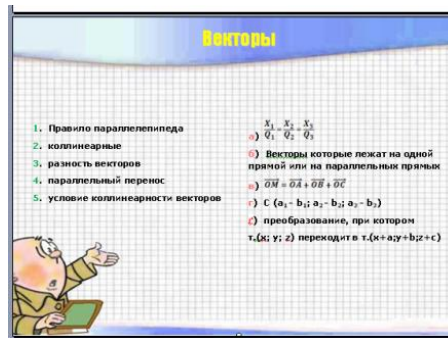 Векторы
1. Правило параллелепипеда
2. коллинеарные
3. разность векторов
4. параллельный перенос
5. условие коллинеарности векторов
а) X₁/Q₁ = X₂/Q₂ = X₃/Q₃
б) Векторы которые лежат на одной
прямой или на параллельных прямых
в) OM = OA + OB + OC
г) С (a₁ - b₁; a₂ - b₂; a₃ - b₃)
преобразование, при котором
т.(x; y; z) переходит в т.(x+a;y+b;z+c)